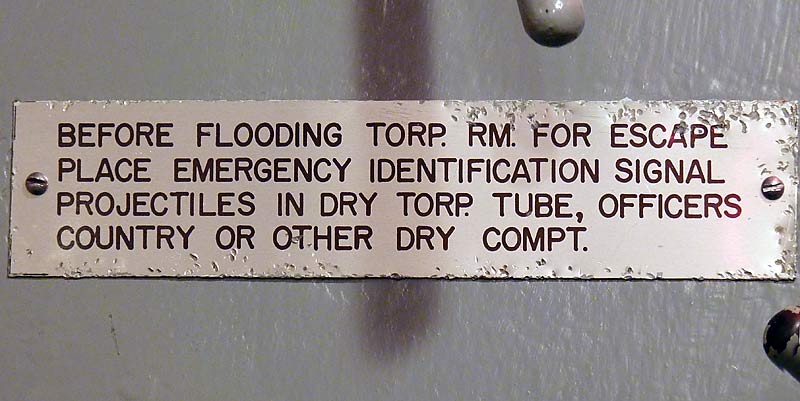 BEFORE FLOODING TORP. RM. FOR ESCAPE
PLACE EMERGENCY IDENTIFICATION SIGNAL
PROJECTILES IN DRY TORP. TUBE, OFFICERS
COUNTRY OR OTHER DRY COMPT.